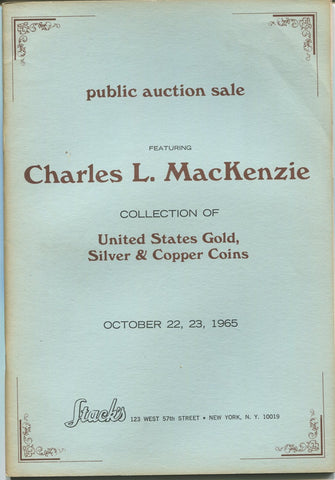 public auction sale
FEATURING
Charles L. MacKenzie
COLLECTION OF
United States Gold,
Silver & Copper Coins
OCTOBER 22, 23, 1965
Stack's 123 WEST 57th STREET • NEW YORK, N. Y. 10019